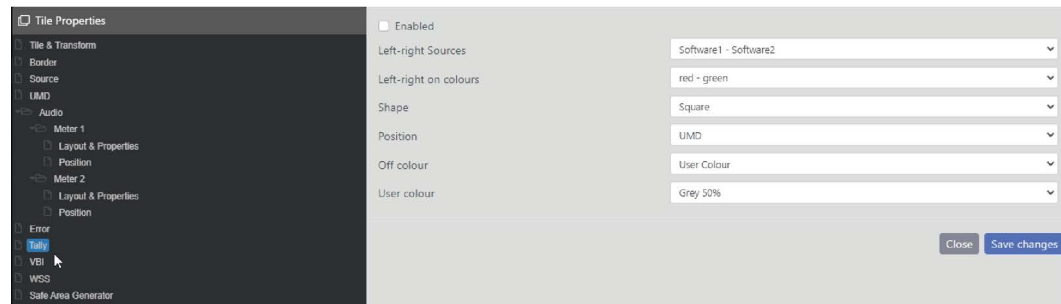 Tile Properties
Tile & Transform
Border
Source
UMD
Audio
Meter 1
Layout & Properties
Position
Meter 2
Layout & Properties
Position
Error
Tally
VBI
WSS
Safe Area Generator
Enabled
Left-right Sources Software1 - Software2
Left-right on colours red - green
Shape Square
Position UMD
Off colour User Colour
User colour Grey 50%
Close Save changes